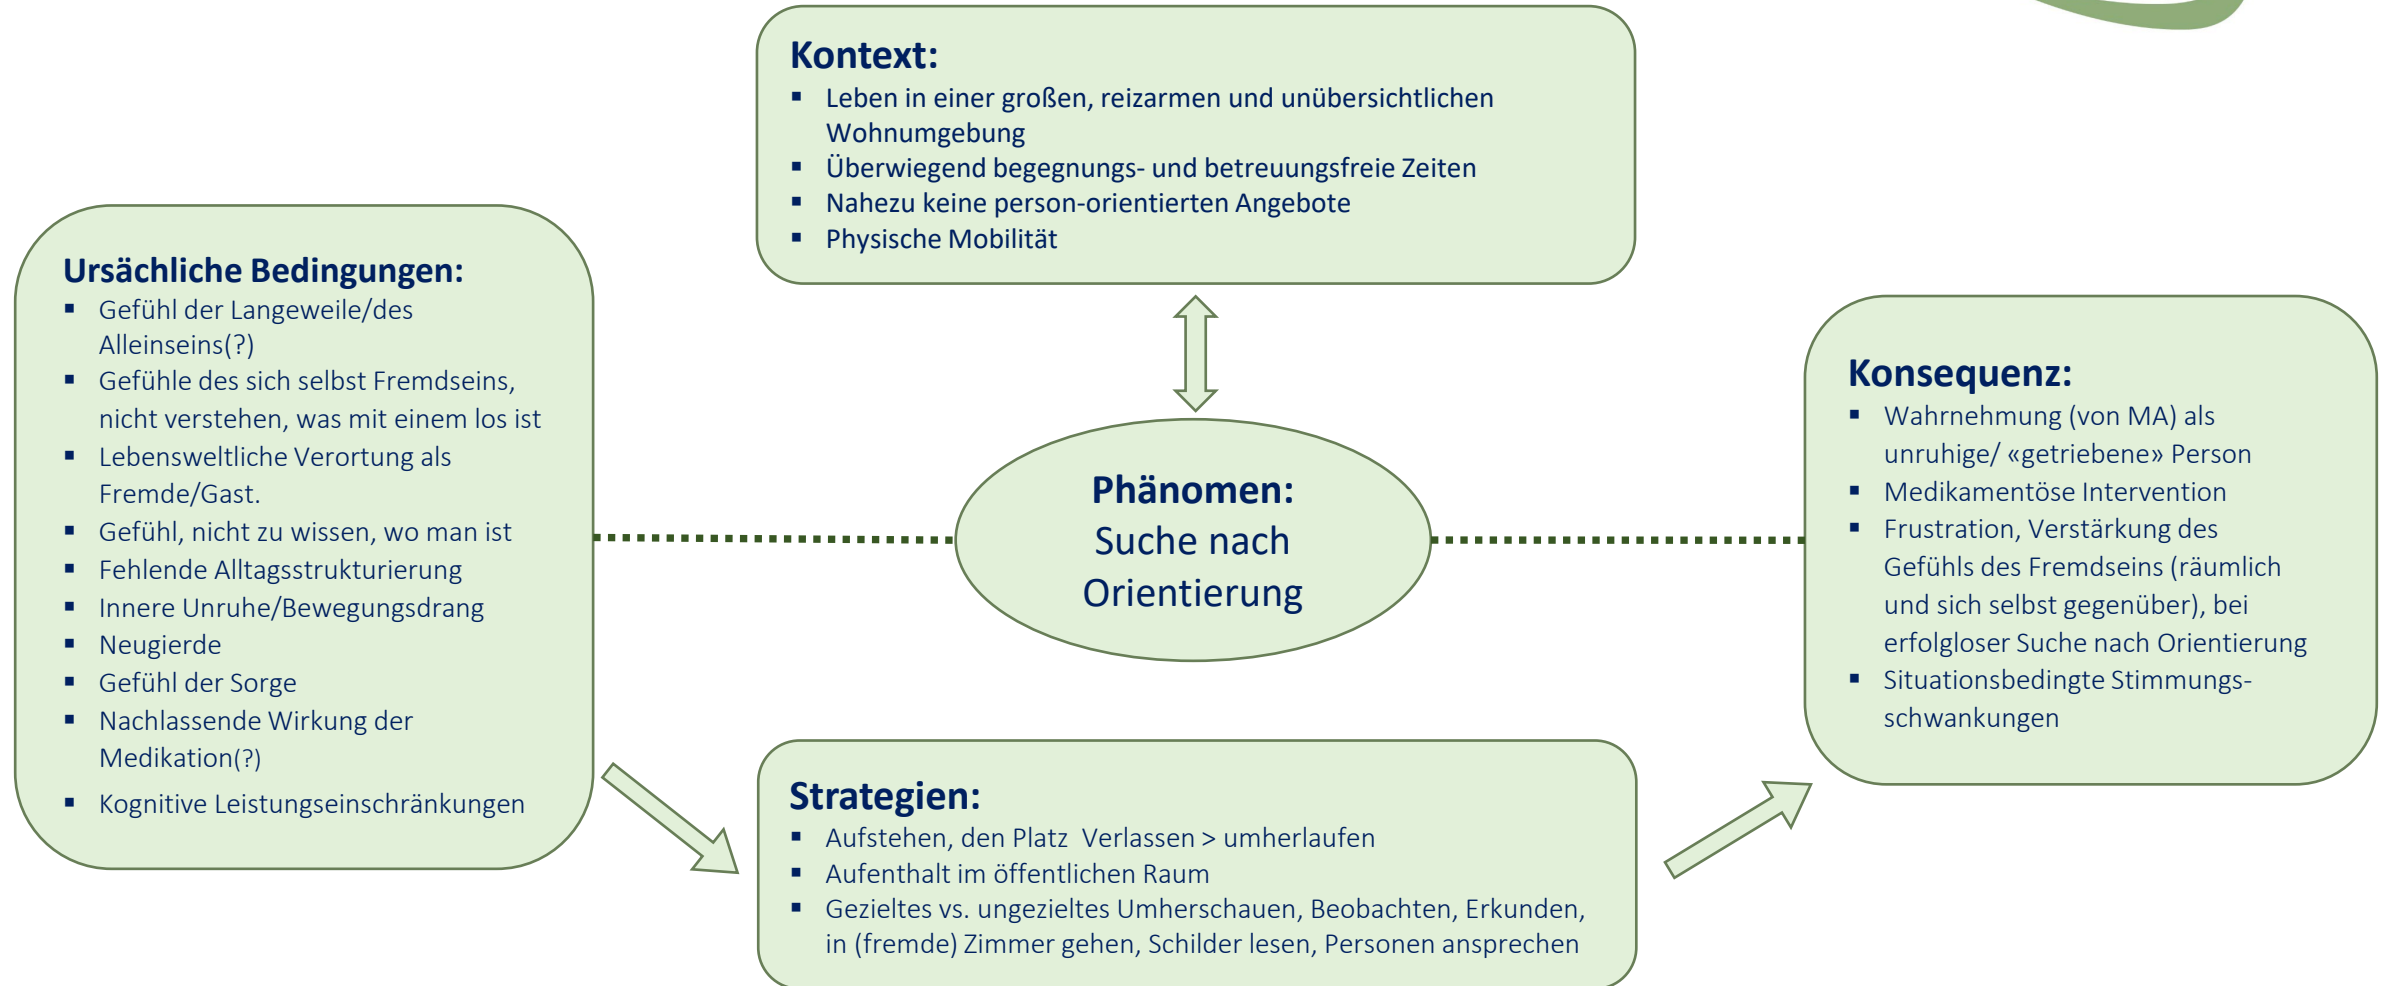 Kontext:
▪ Leben in einer großen, reizarmen und unübersichtlichen
Wohnumgebung
▪ Überwiegend begegnungs- und betreuungsfreie Zeiten
▪ Nahezu keine person-orientierten Angebote
▪ Physische Mobilität
Ursächliche Bedingungen:
▪ Gefühl der Langeweile/des
Alleinseins(?)
▪ Gefühle des sich selbst Fremdseins,
nicht verstehen, was mit einem los ist
▪ Lebensweltliche Verortung als
Fremde/Gast.
▪ Gefühl, nicht zu wissen, wo man ist
▪ Fehlende Alltagsstrukturierung
▪ Innere Unruhe/Bewegungsdrang
▪ Neugierde
▪ Gefühl der Sorge
▪ Nachlassende Wirkung der
Medikation(?)
▪ Kognitive Leistungseinschränkungen
Phänomen:
Suche nach
Orientierung
Konsequenz:
▪ Wahrnehmung (von MA) als
unruhige/ «getriebene» Person
▪ Medikamentöse Intervention
▪ Frustration, Verstärkung des
Gefühls des Fremdseins (räumlich
und sich selbst gegenüber), bei
erfolgloser Suche nach Orientierung
▪ Situationsbedingte Stimmungs-
schwankungen
Strategien:
▪ Aufstehen, den Platz  Verlassen > umherlaufen
▪ Aufenthalt im öffentlichen Raum
▪ Gezieltes vs. ungezieltes Umherschauen, Beobachten, Erkunden,
in (fremde) Zimmer gehen, Schilder lesen, Personen ansprechen